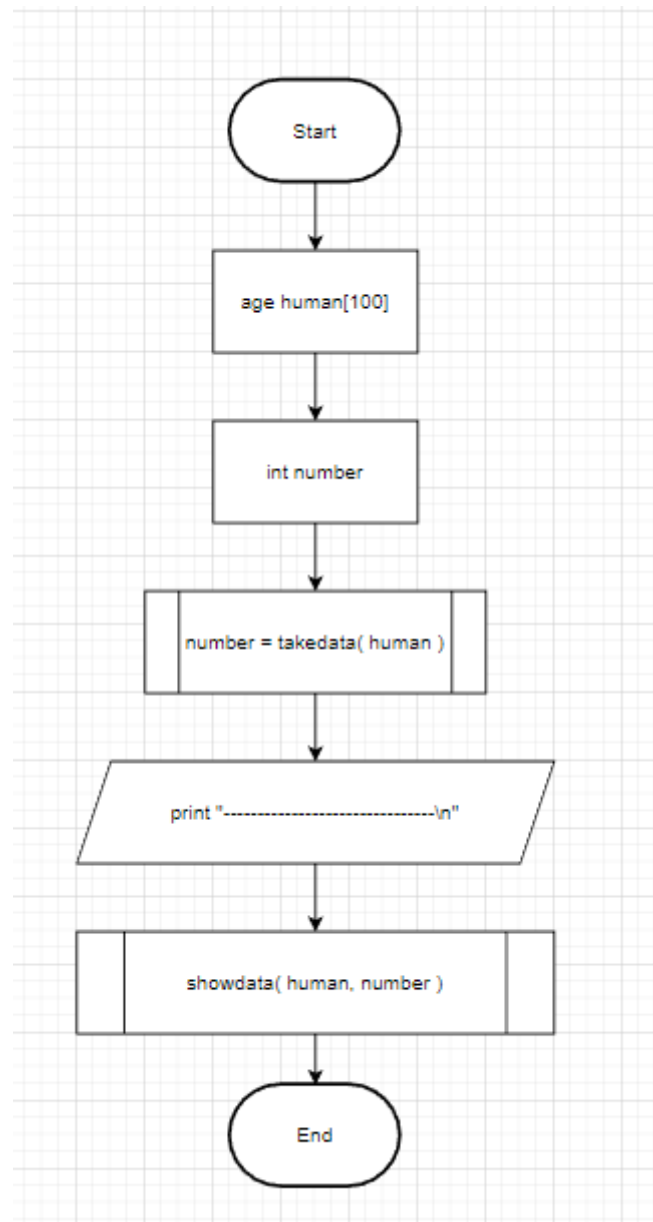 Start
age human[100]
int number
number = takedata( human )
print "--------------------------------\n"
showdata( human, number )
End